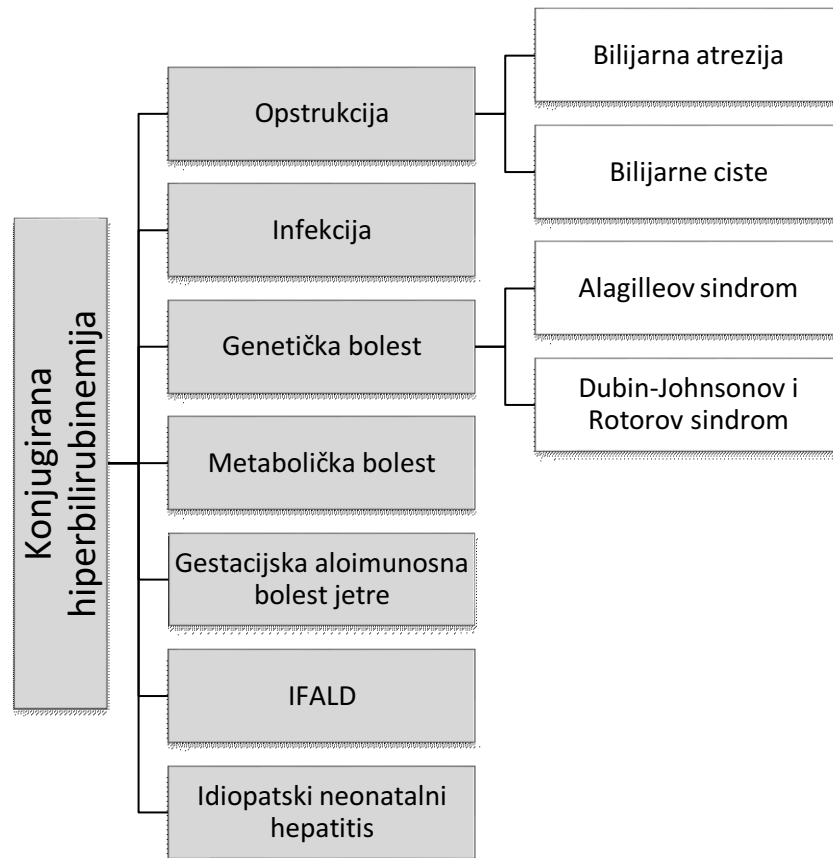 Konjugirana
hiperbilirubinemija
Opstrukcija
Bilijarna atrezija
Bilijarne ciste
Infekcija
Genetička bolest
Alagilleov sindrom
Dubin-Johnsonov i
Rotorov sindrom
Metabolička bolest
Gestacijska aloimunosna
bolest jetre
IFALD
Idiopatski neonatalni
hepatitis